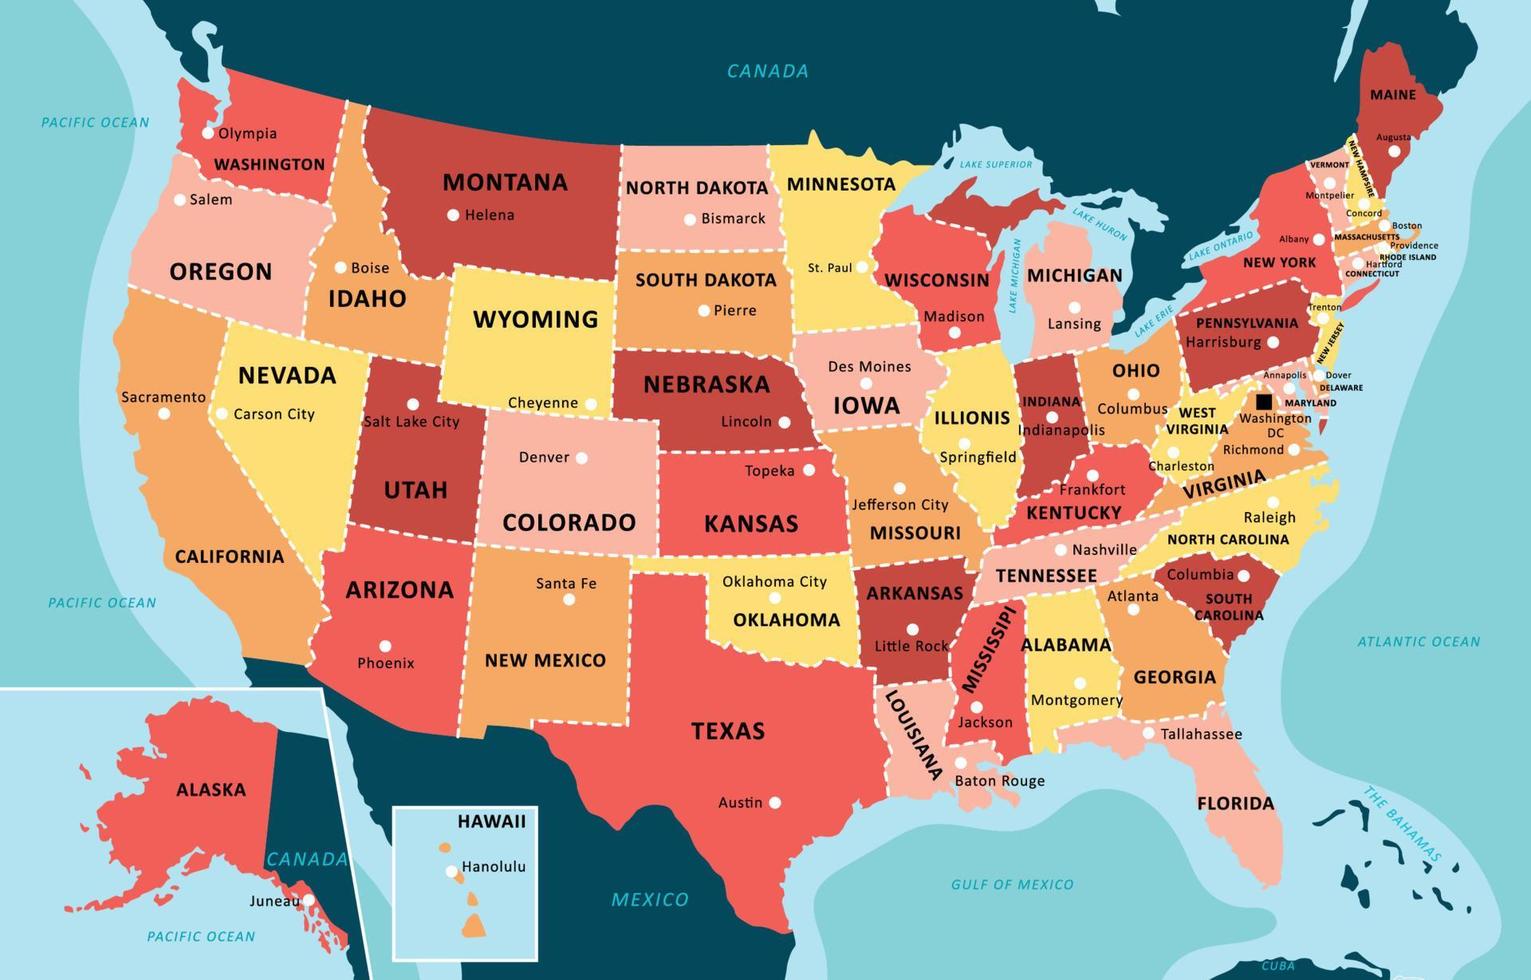 CANADA
PACIFIC OCEAN
Olympia
WASHINGTON
Salem
OREGON
Boise
IDAHO
MONTANA
Helena
NORTH DAKOTA
Bismarck
MINNESOTA
St. Paul
LAKE SUPERIOR
LAKE HURON
LAKE MICHIGAN
LAKE ONTARIO
LAKE ERIE
MAINE
Augusta
VERMONT
Montpelier
NEW HAMPSIRE
Concord
Boston
MASSACHUSETTS
Providence
RHODE ISLAND
Hartford
CONNECTICUT
Albany
NEW YORK
WYOMING
Cheyenne
SOUTH DAKOTA
Pierre
WISCONSIN
Madison
MICHIGAN
Lansing
PENNSYLVANIA
Harrisburg
Trenton
NEW JERSEY
Dover
DELAWARE
Annapolis
MARYLAND
Washington
DC
NEVADA
Carson City
Sacramento
CALIFORNIA
Salt Lake City
UTAH
Denver
COLORADO
NEBRASKA
Lincoln
Des Moines
IOWA
ILLIONIS
Springfield
INDIANA
Indianapolis
OHIO
Columbus
WEST
VIRGINIA
Charleston
Richmond
VIRGINIA
Topeka
KANSAS
Jefferson City
MISSOURI
Frankfort
KENTUCKY
Nashville
TENNESSEE
Raleigh
NORTH CAROLINA
Columbia
SOUTH
CAROLINA
PACIFIC OCEAN
ARIZONA
Phoenix
Santa Fe
NEW MEXICO
Oklahoma City
OKLAHOMA
ARKANSAS
Little Rock
MISSISSIPI
Jackson
ALABAMA
Montgomery
Atlanta
GEORGIA
ATLANTIC OCEAN
TEXAS
Austin
LOUISIANA
Baton Rouge
Tallahassee
FLORIDA
ALASKA
CANADA
Juneau
PACIFIC OCEAN
HAWAII
Hanolulu
MEXICO
GULF OF MEXICO
THE BAHAMAS
CUBA